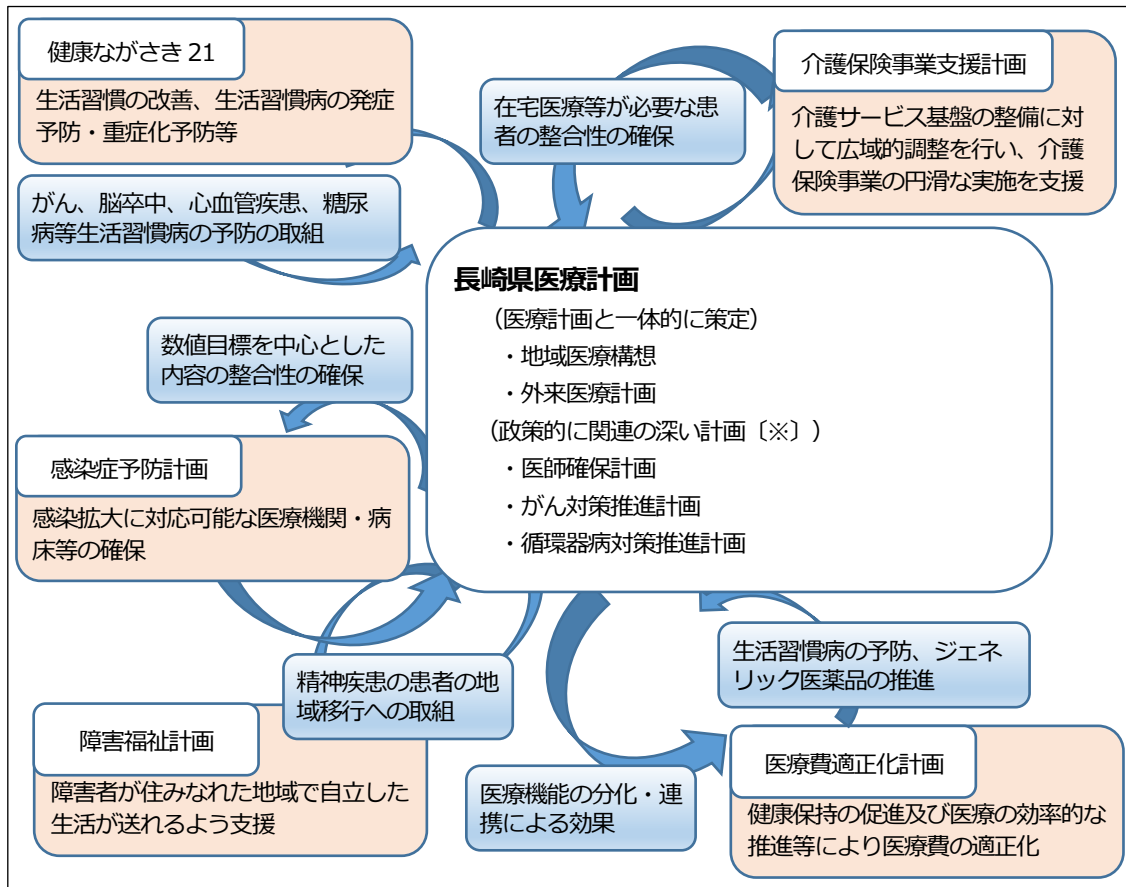 健康ながさき 21
生活習慣の改善、生活習慣病の発症
予防・重症化予防等
がん、脳卒中、心血管疾患、糖尿
病等生活習慣病の予防の取組
在宅医療等が必要な患
者の整合性の確保
介護保険事業支援計画
介護サービス基盤の整備に対
して広域的調整を行い、介護
保険事業の円滑な実施を支援
長崎県医療計画
（医療計画と一体的に策定）
・地域医療構想
・外来医療計画
（政策的に関連の深い計画〔※〕）
・医師確保計画
・がん対策推進計画
・循環器病対策推進計画
数値目標を中心とした
内容の整合性の確保
感染症予防計画
感染拡大に対応可能な医療機関・病
床等の確保
精神疾患の患者の地
域移行への取組
障害福祉計画
障害者が住みなれた地域で自立した
生活が送れるよう支援
医療機能の分化・連
携による効果
生活習慣病の予防、ジェネ
リック医薬品の推進
医療費適正化計画
健康保持の促進及び医療の効率的な
推進等により医療費の適正化